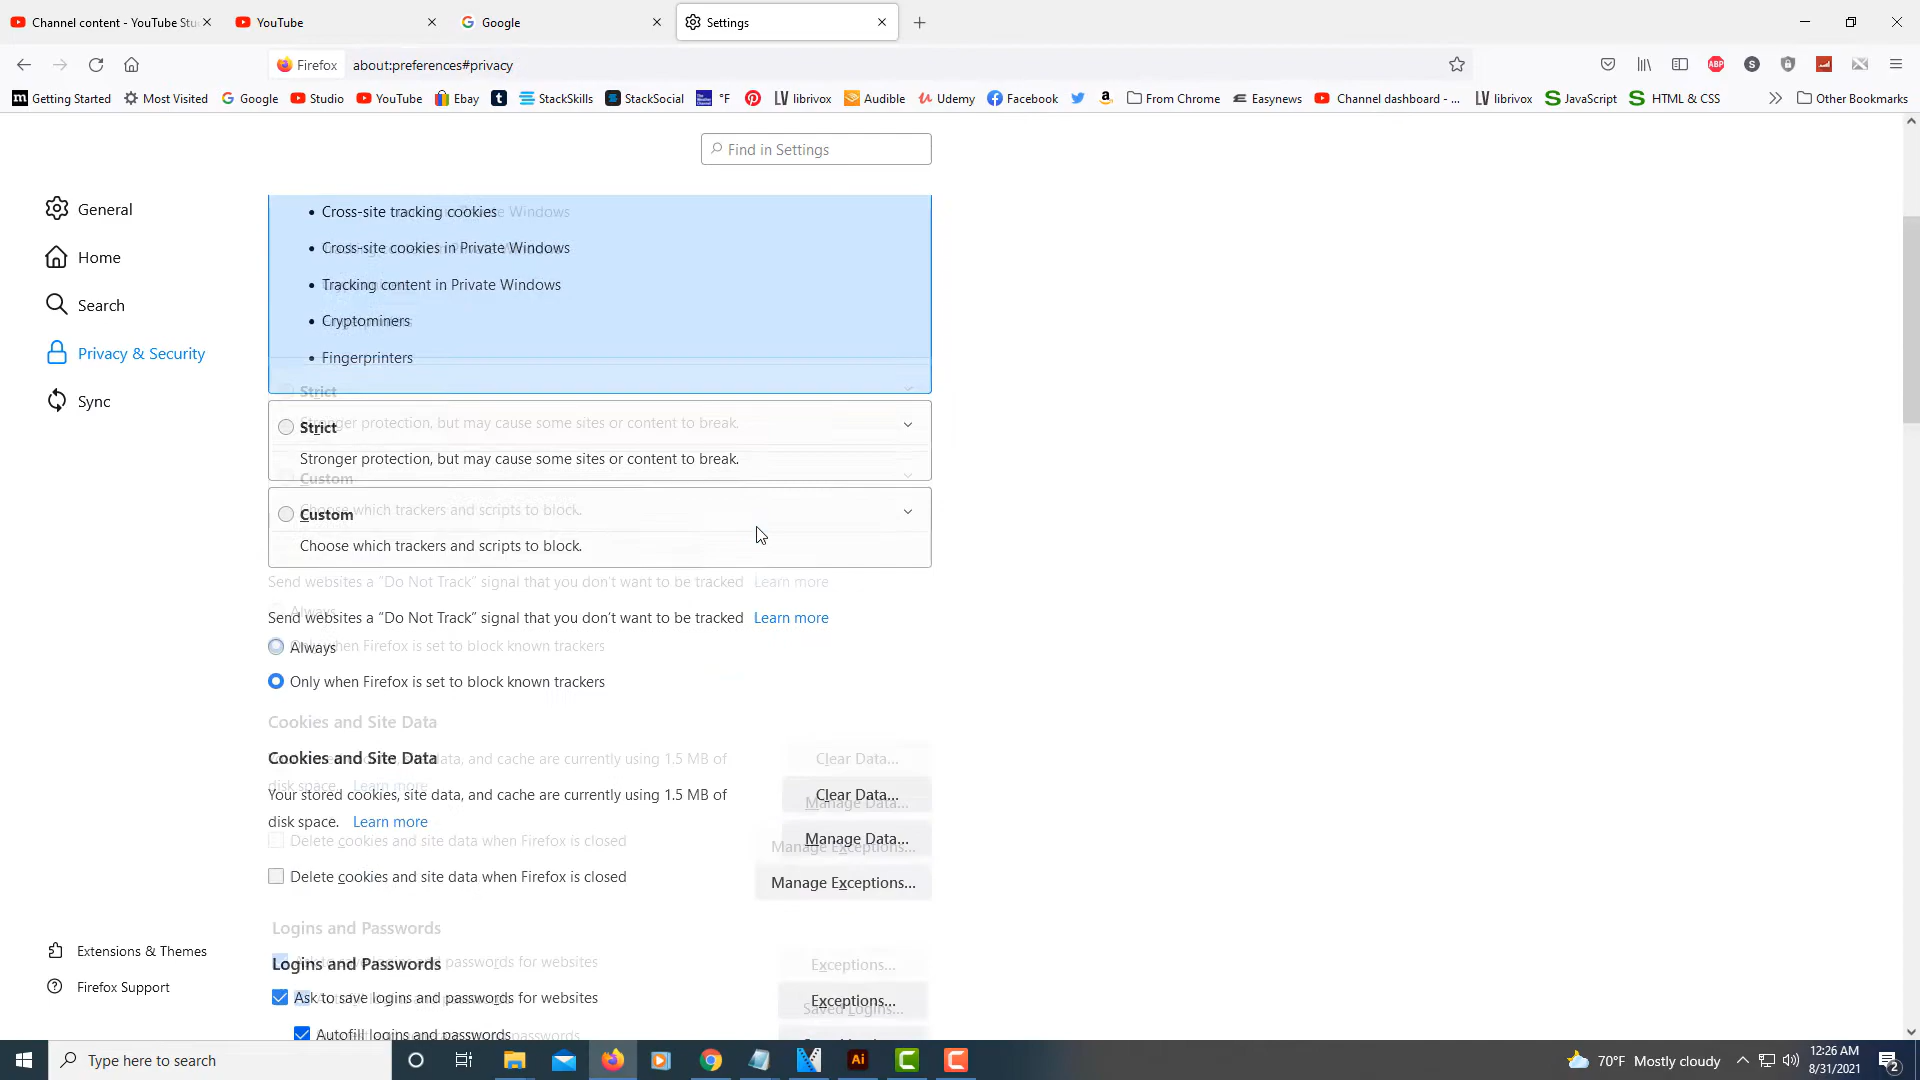 Channel content - YouTube Stu
YouTube
Google
Settings
Firefox
about:preferences#privacy
Getting Started
Most Visited
Google
Studio
YouTube
Ebay
StackSkills
StackSocial
°F
librivox
Audible
Udemy
Facebook
From Chrome
Easynews
Channel dashboard - ...
librivox
JavaScript
HTML & CSS
Other Bookmarks
Find in Settings
General
Home
Search
Privacy & Security
Sync
Extensions & Themes
Firefox Support
• Cross-site tracking cookies
• Cross-site cookies in Private Windows
• Tracking content in Private Windows
• Cryptominers
• Fingerprinters
Strict
Stronger protection, but may cause some sites or content to break.
Custom
Choose which trackers and scripts to block.
Send websites a “Do Not Track” signal that you don’t want to be tracked Learn more
Always
Only when Firefox is set to block known trackers
Cookies and Site Data
Your stored cookies, site data, and cache are currently using 1.5 MB of
disk space. Learn more
Clear Data...
Manage Data...
Delete cookies and site data when Firefox is closed
Manage Exceptions...
Logins and Passwords
Ask to save logins and passwords for websites
Exceptions...
Autofill logins and passwords
Type here to search
Ai
70°F Mostly cloudy
12:26 AM
8/31/2021
2